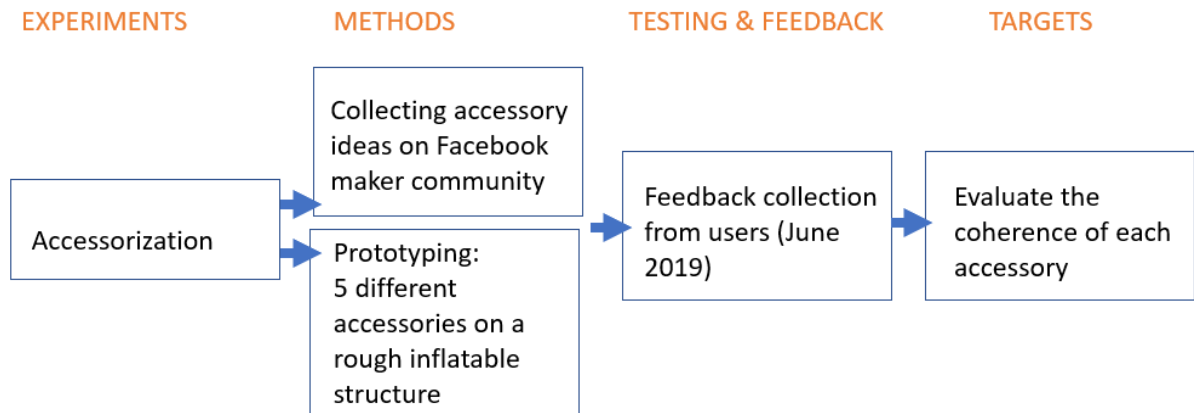 EXPERIMENTS
METHODS
TESTING & FEEDBACK
TARGETS
Accessorization
Collecting accessory
ideas on Facebook
maker community
Prototyping:
5 different
accessories on a
rough inflatable
structure
Feedback collection
from users (June
2019)
Evaluate the
coherence of each
accessory